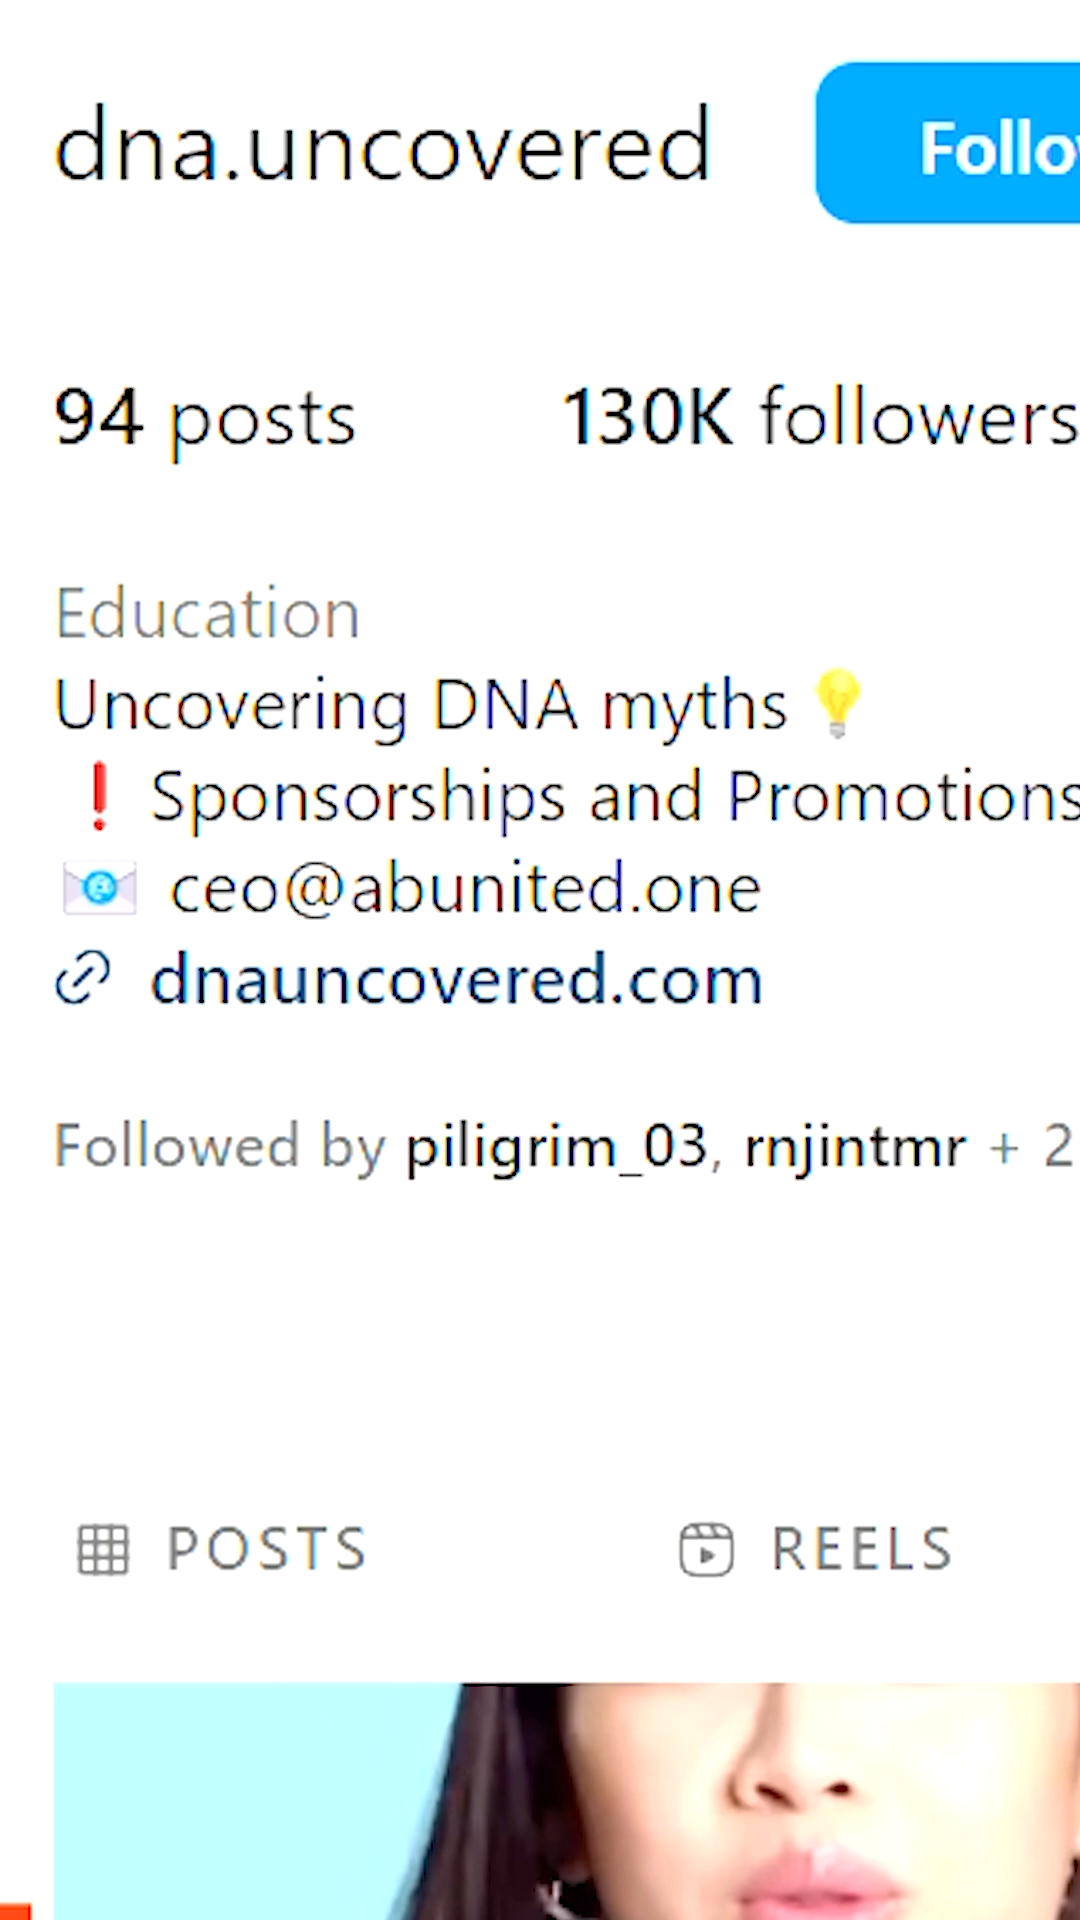 dna.uncovered
94 posts 130K followers
Education
Uncovering DNA myths 💡
❗ Sponsorships and Promotions
📧 ceo@abunited.one
dnauncovered.com
Followed by piligrim_03, rnjintmr + 2
POSTS REELS